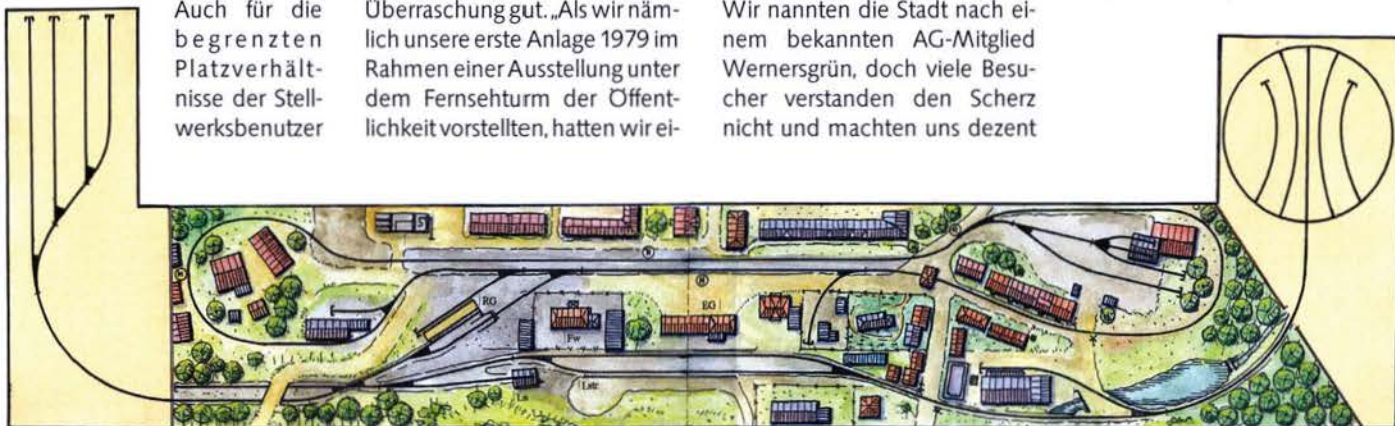 Auch für die
begrenzten
Platzverhält-
nisse der Stell-
werksbenutzer
Überraschung gut. „Als wir näm-
lich unsere erste Anlage 1979 im
Rahmen einer Ausstellung unter
dem Fernsehturm der Öffent-
lichkeit vorstellten, hatten wir ei-
Wir nannten die Stadt nach ei-
nem bekannten AG-Mitglied
Wernersgrün, doch viele Besu-
cher verstanden den Scherz
nicht und machten uns dezent
H
H
H
H
RG
EG
Fw
Ls
Lstr.